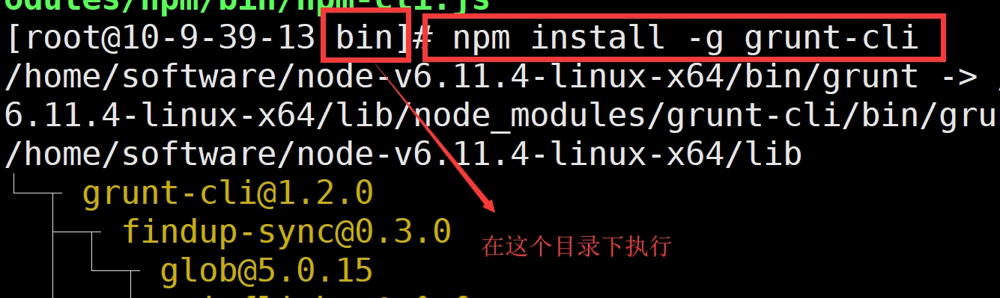 odules/npm/bin/npm-cli.js
[root@10-9-39-13 bin]# npm install -g grunt-cli
/home/software/node-v6.11.4-linux-x64/bin/grunt ->
6.11.4-linux-x64/lib/node_modules/grunt-cli/bin/gru
/home/software/node-v6.11.4-linux-x64/lib
grunt-cli@1.2.0
findup-sync@0.3.0
在这个目录下执行
glob@5.0.15